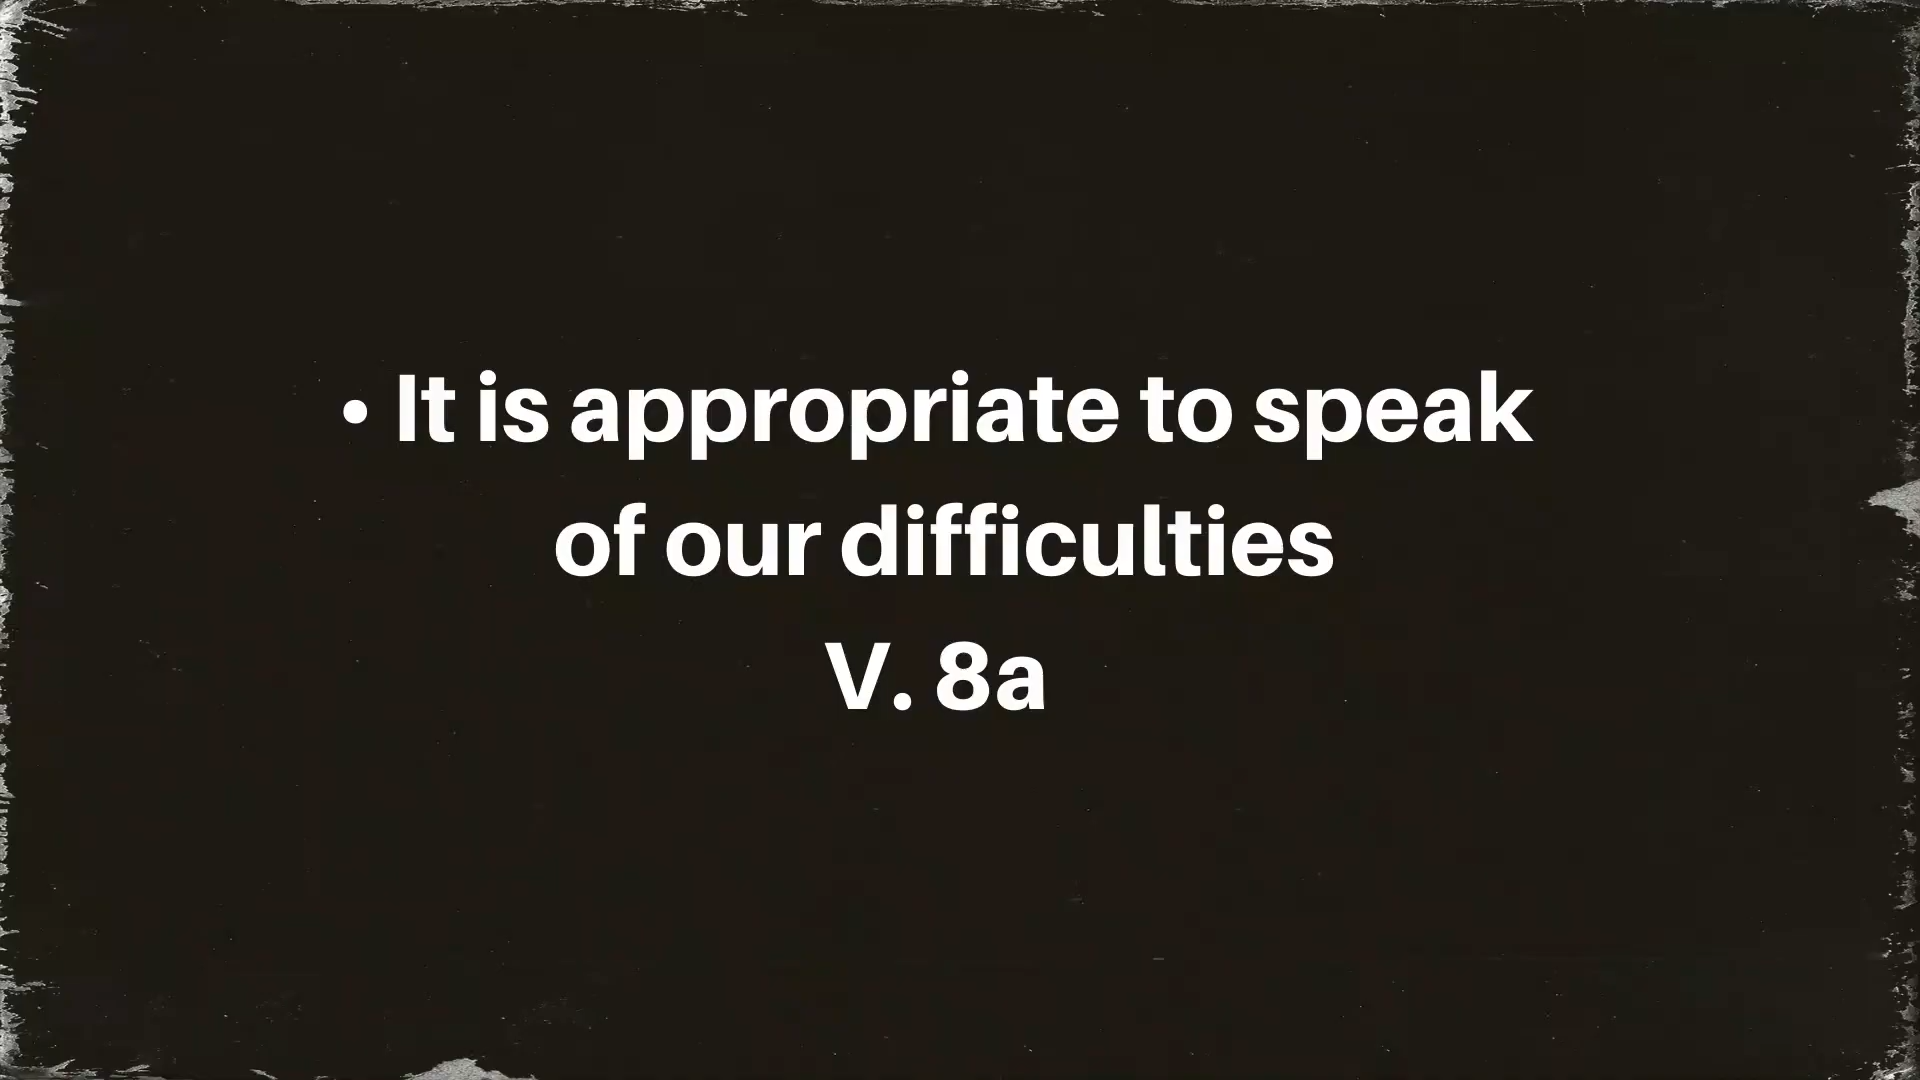 • It is appropriate to speak
of our difficulties
V. 8a